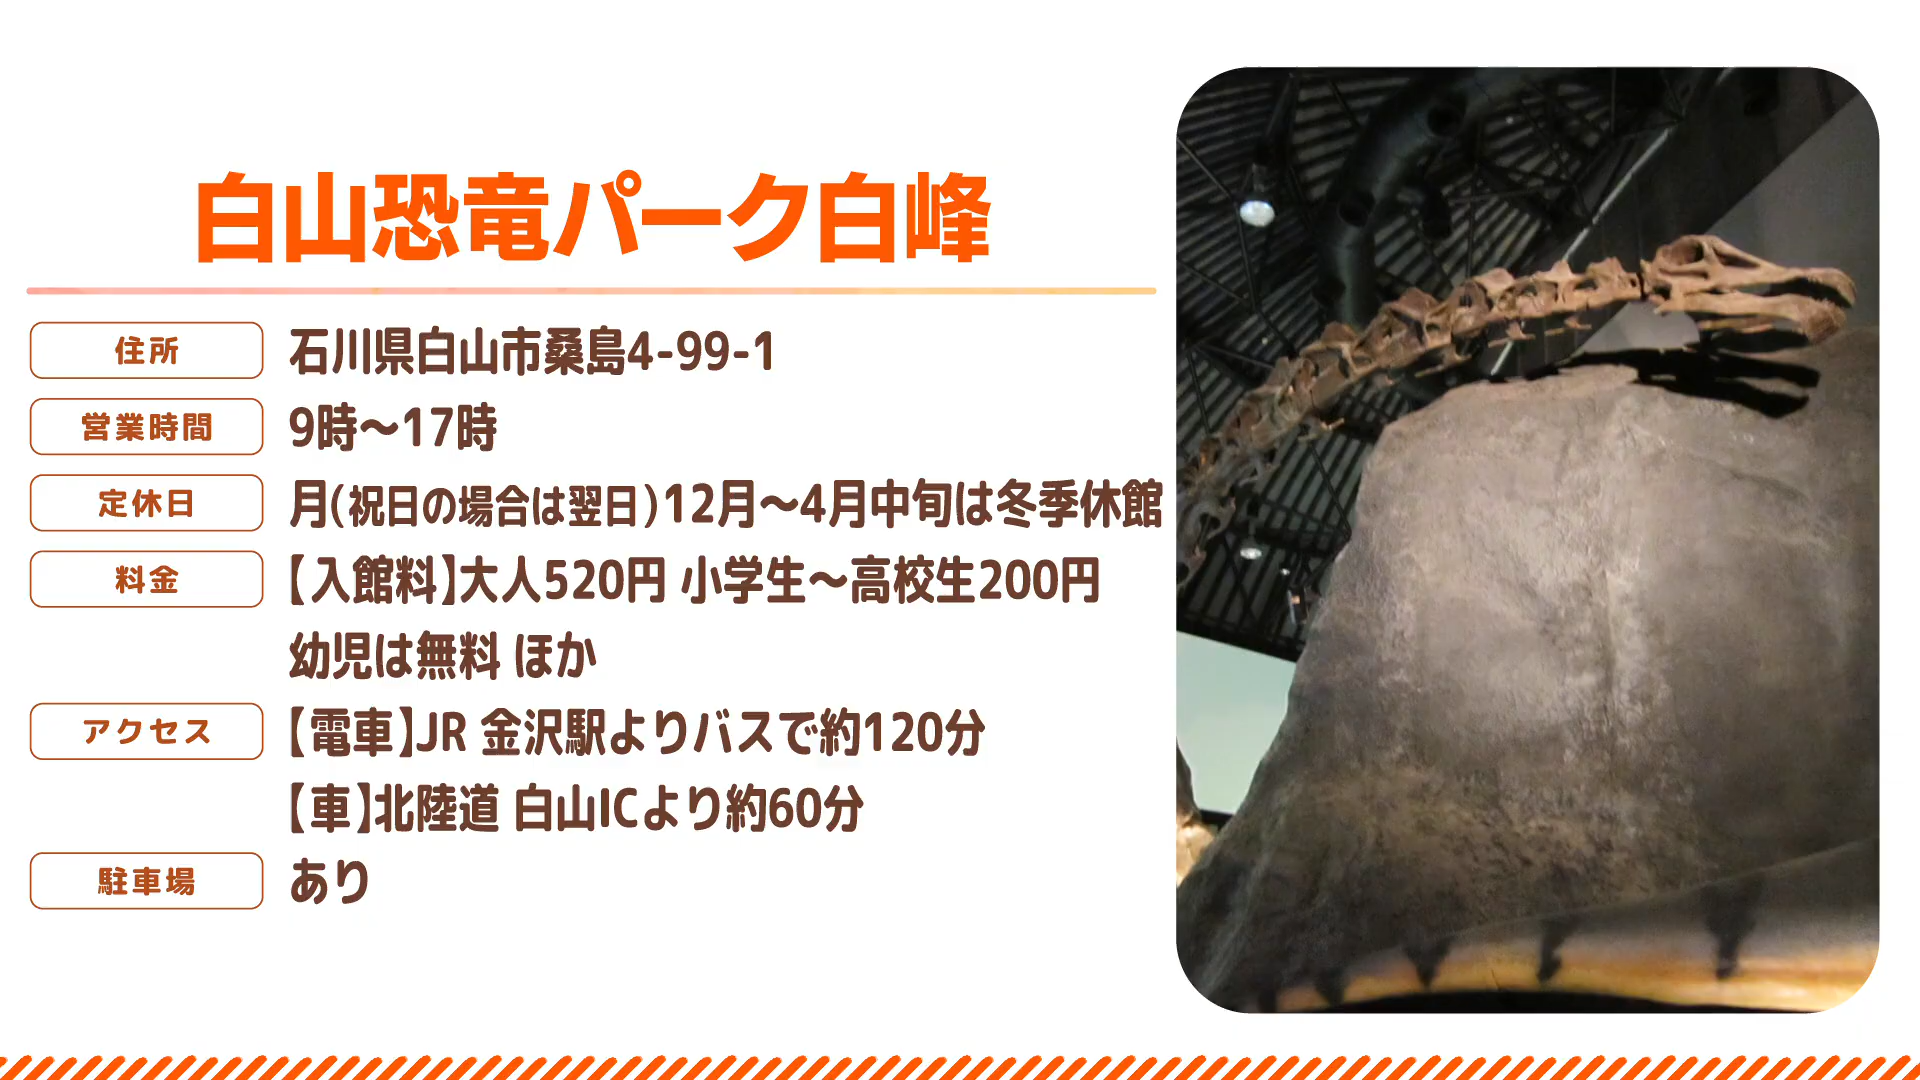 白山恐竜パーク白峰
住所 石川県白山市桑島4-99-1
営業時間 9時～17時
定休日 月(祝日の場合は翌日)12月～4月中旬は冬季休館
料金 【入館料】大人520円 小学生～高校生200円
幼児は無料 ほか
アクセス 【電車】JR 金沢駅よりバスで約120分
【車】北陸道 白山ICより約60分
駐車場 あり